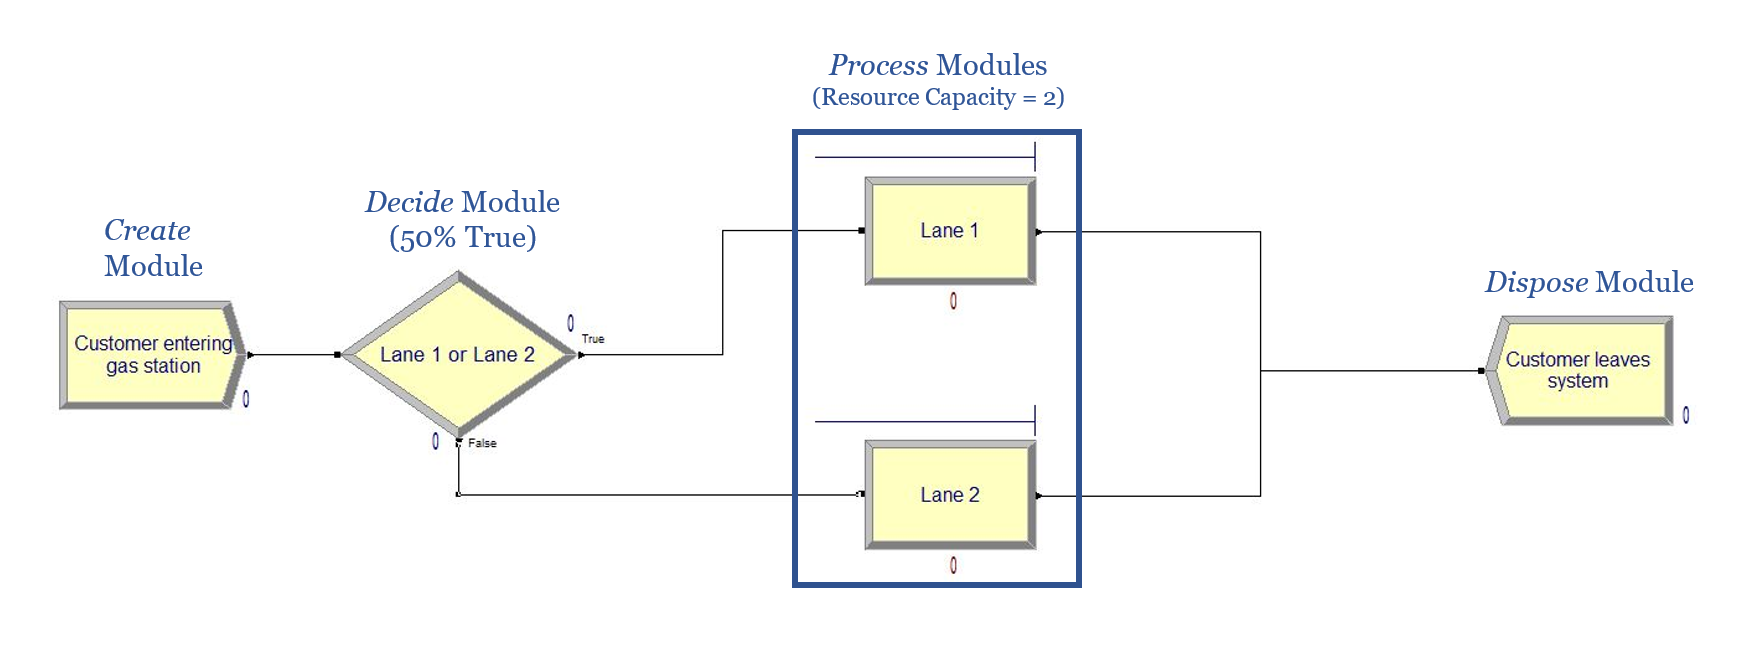 Process Modules
(Resource Capacity = 2)
Decide Module
(50% True)
Create
Module
Customer entering
gas station
0
Lane 1 or Lane 2
0
True
0
False
Lane 1
0
Lane 2
0
Dispose Module
Customer leaves
system
0